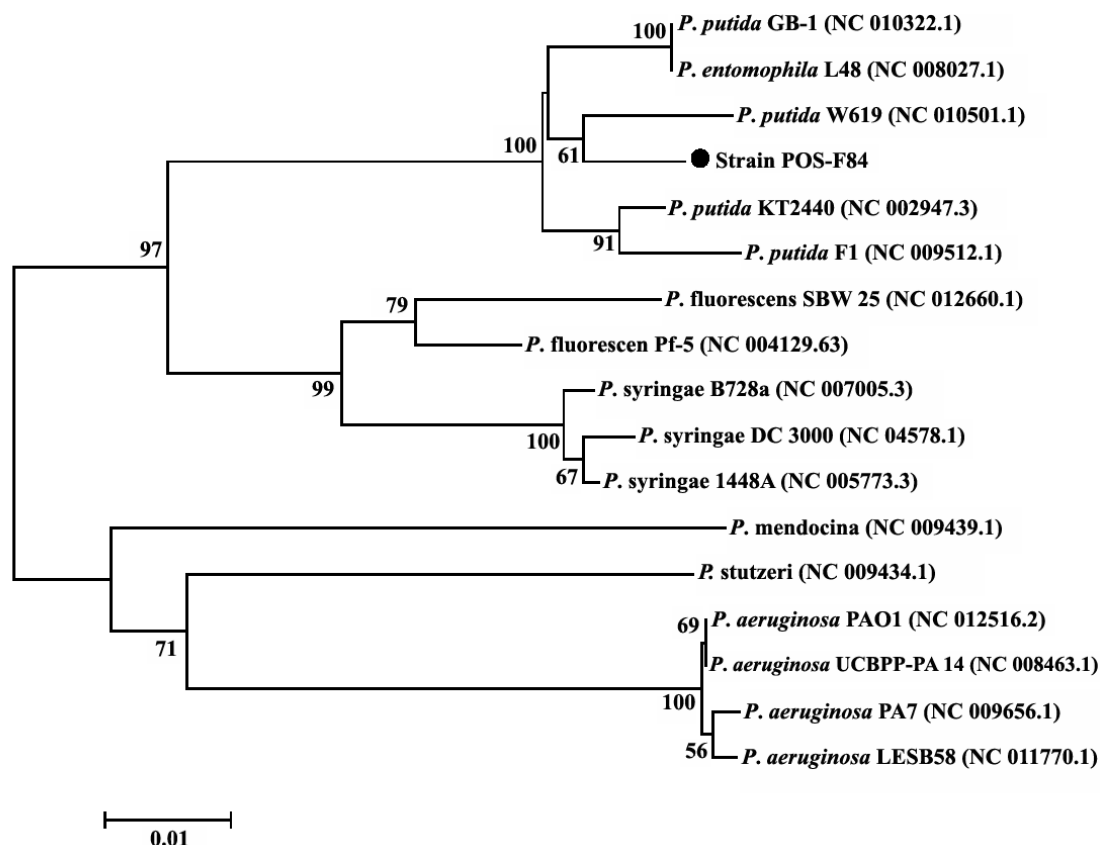 100 P. putida GB-1 (NC 010322.1)
P. entomophila L48 (NC 008027.1)
P. putida W619 (NC 010501.1)
100
61 Strain POS-F84
P. putida KT2440 (NC 002947.3)
91
P. putida F1 (NC 009512.1)
97
79 P. fluorescens SBW 25 (NC 012660.1)
P. fluorescen Pf-5 (NC 004129.63)
99
P. syringae B728a (NC 007005.3)
100
P. syringae DC 3000 (NC 04578.1)
67
P. syringae 1448A (NC 005773.3)
P. mendocina (NC 009439.1)
P. stutzeri (NC 009434.1)
71
69 P. aeruginosa PAO1 (NC 012516.2)
P. aeruginosa UCBPP-PA 14 (NC 008463.1)
100
P. aeruginosa PA7 (NC 009656.1)
56
P. aeruginosa LESB58 (NC 011770.1)
0.01